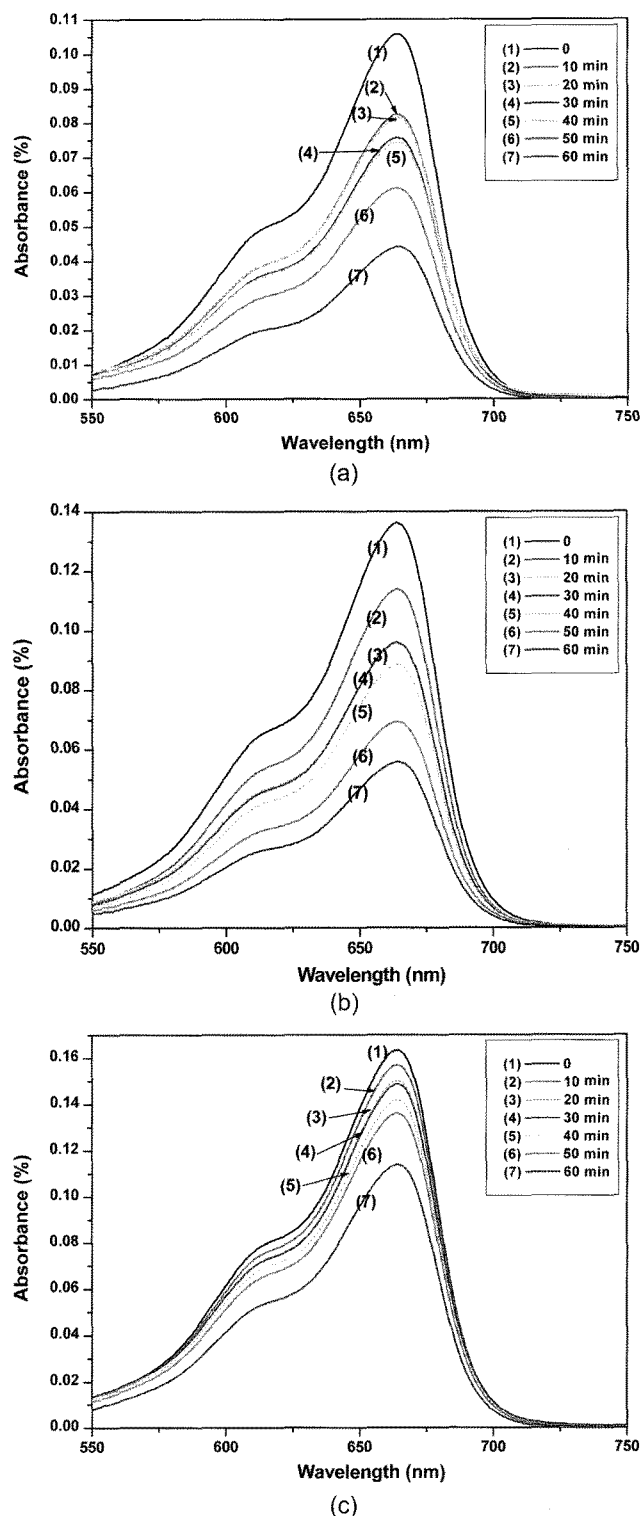 0.11
0.10
0.09
0.08
0.07
0.06
0.05
0.04
0.03
0.02
0.01
0.00
550
600
650
700
750
Absorbance (%)
Wavelength (nm)
(1)
(2)
(3)
(4)
(5)
(6)
(7)
(1) 0
(2) 10 min
(3) 20 min
(4) 30 min
(5) 40 min
(6) 50 min
(7) 60 min
(a)
0.14
0.12
0.10
0.08
0.06
0.04
0.02
0.00
550
600
650
700
750
Absorbance (%)
Wavelength (nm)
(1)
(2)
(3)
(4)
(5)
(6)
(7)
(1) 0
(2) 10 min
(3) 20 min
(4) 30 min
(5) 40 min
(6) 50 min
(7) 60 min
(b)
0.16
0.14
0.12
0.10
0.08
0.06
0.04
0.02
0.00
550
600
650
700
750
Absorbance (%)
Wavelength (nm)
(1)
(2)
(3)
(4)
(6)
(5)
(7)
(1) 0
(2) 10 min
(3) 20 min
(4) 30 min
(5) 40 min
(6) 50 min
(7) 60 min
(c)